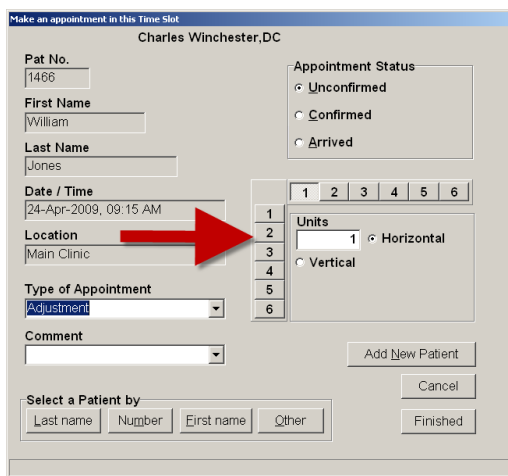 Make an appointment in this Time Slot
Charles Winchester,DC
Pat No.
1466
First Name
William
Last Name
Jones
Date / Time
24-Apr-2009, 09:15 AM
Location
Main Clinic
Type of Appointment
Adjustment
Comment
Select a Patient by
Last name Number First name Other
Appointment Status
Unconfirmed
Confirmed
Arrived
1 2 3 4 5 6
1
2
3
4
5
6
Units
1 Horizontal
Vertical
Add New Patient
Cancel
Finished